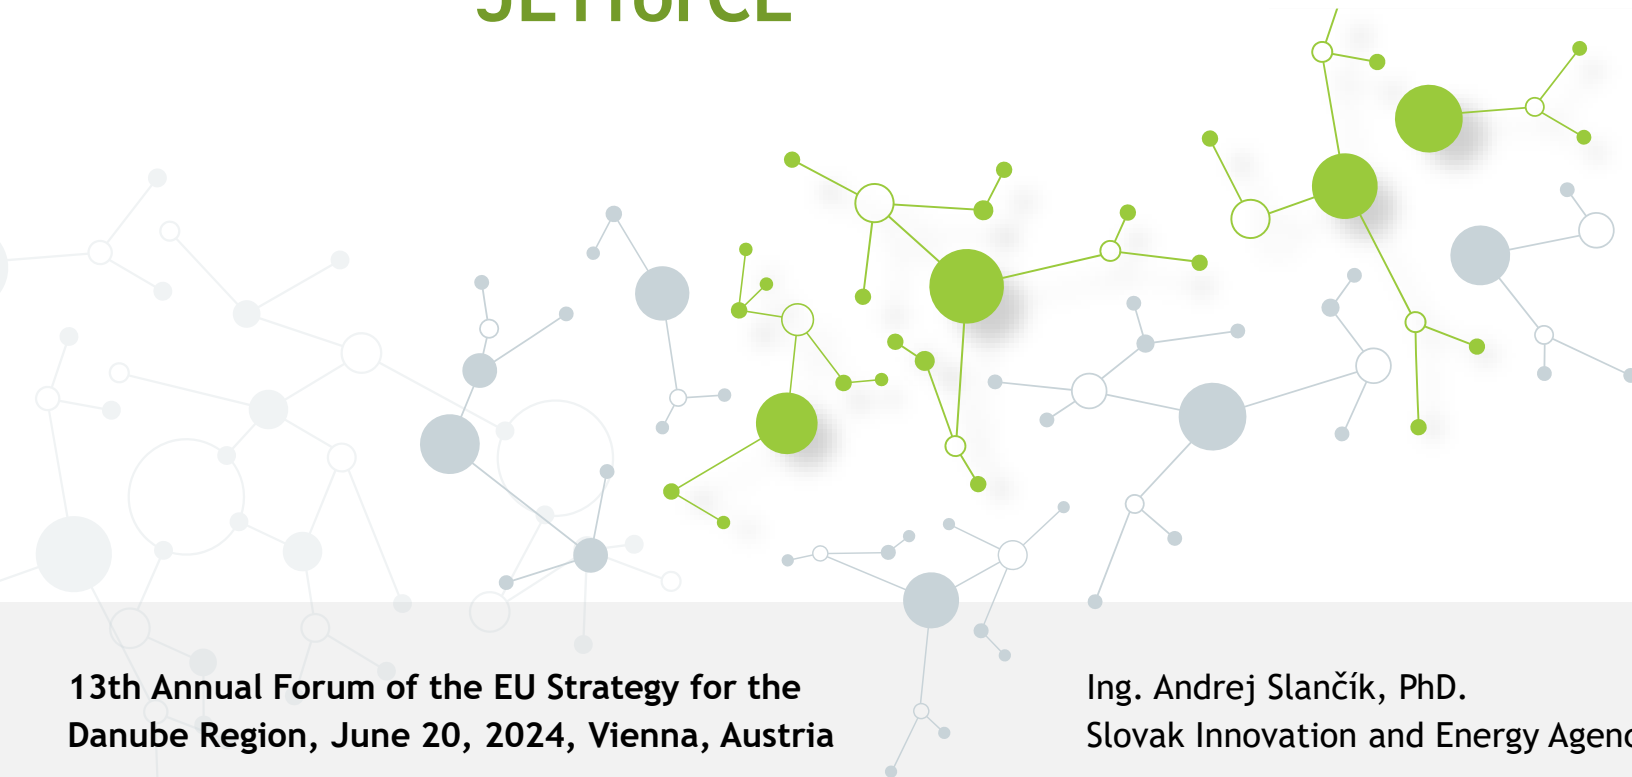 13th Annual Forum of the EU Strategy for the
Danube Region, June 20, 2024, Vienna, Austria
Ing. Andrej Slančík, PhD.
Slovak Innovation and Energy